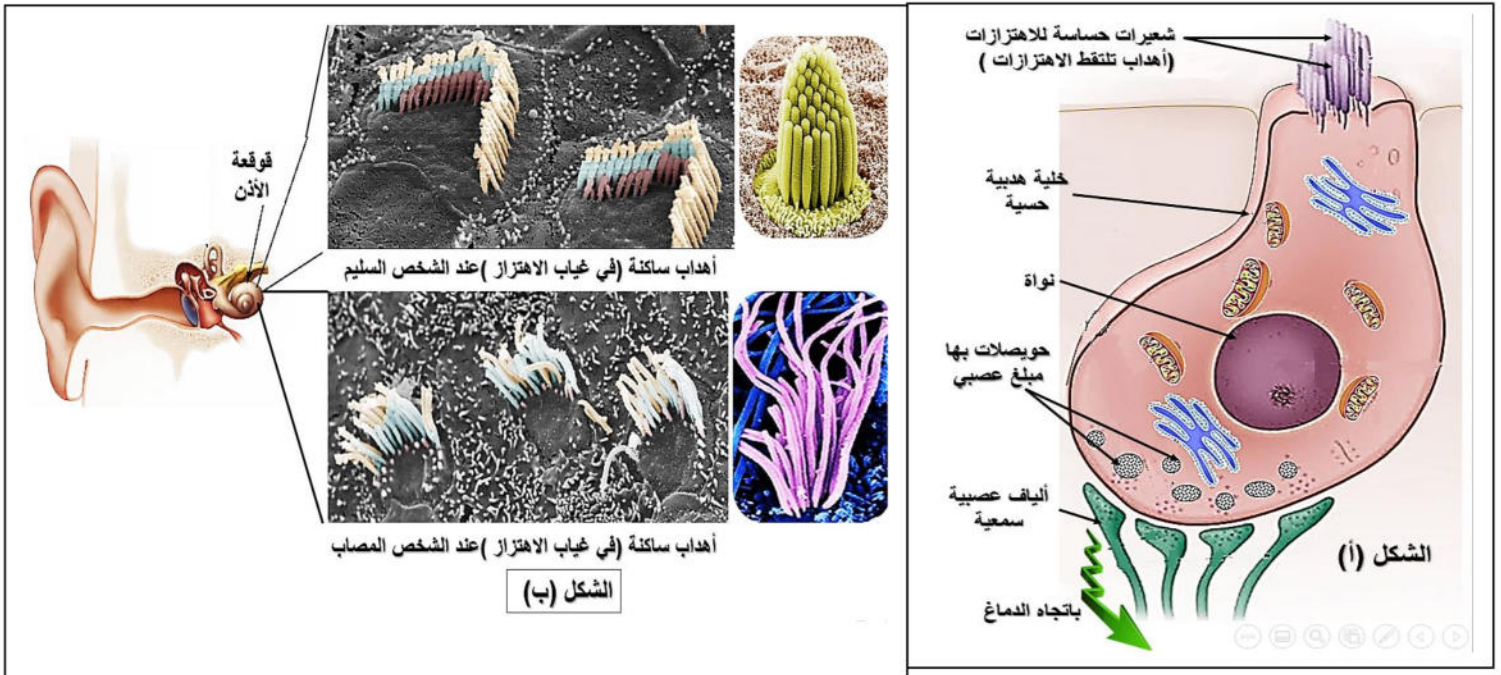 شعيرات حساسة للاهتزازات
(أهداب تلتقط الاهتزازات )
خلية هدبية
حسية
نواة
حويصلات بها
مبلغ عصبي
ألياف عصبية
سمعية
الشكل (أ)
باتجاه الدماغ
قوقعة
الأذن
أهداب ساكنة (في غياب الاهتزاز )عند الشخص السليم
أهداب ساكنة (في غياب الاهتزاز )عند الشخص المصاب
الشكل (ب)